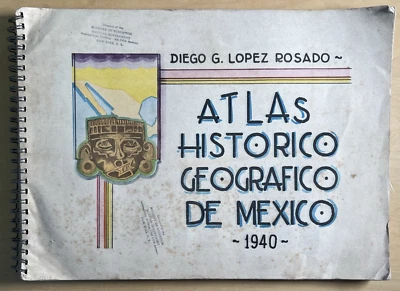 DIEGO G. LOPEZ ROSADO~
ATLAS
HISTORICO
GEOGRAFICO
DE MEXICO
~1940~